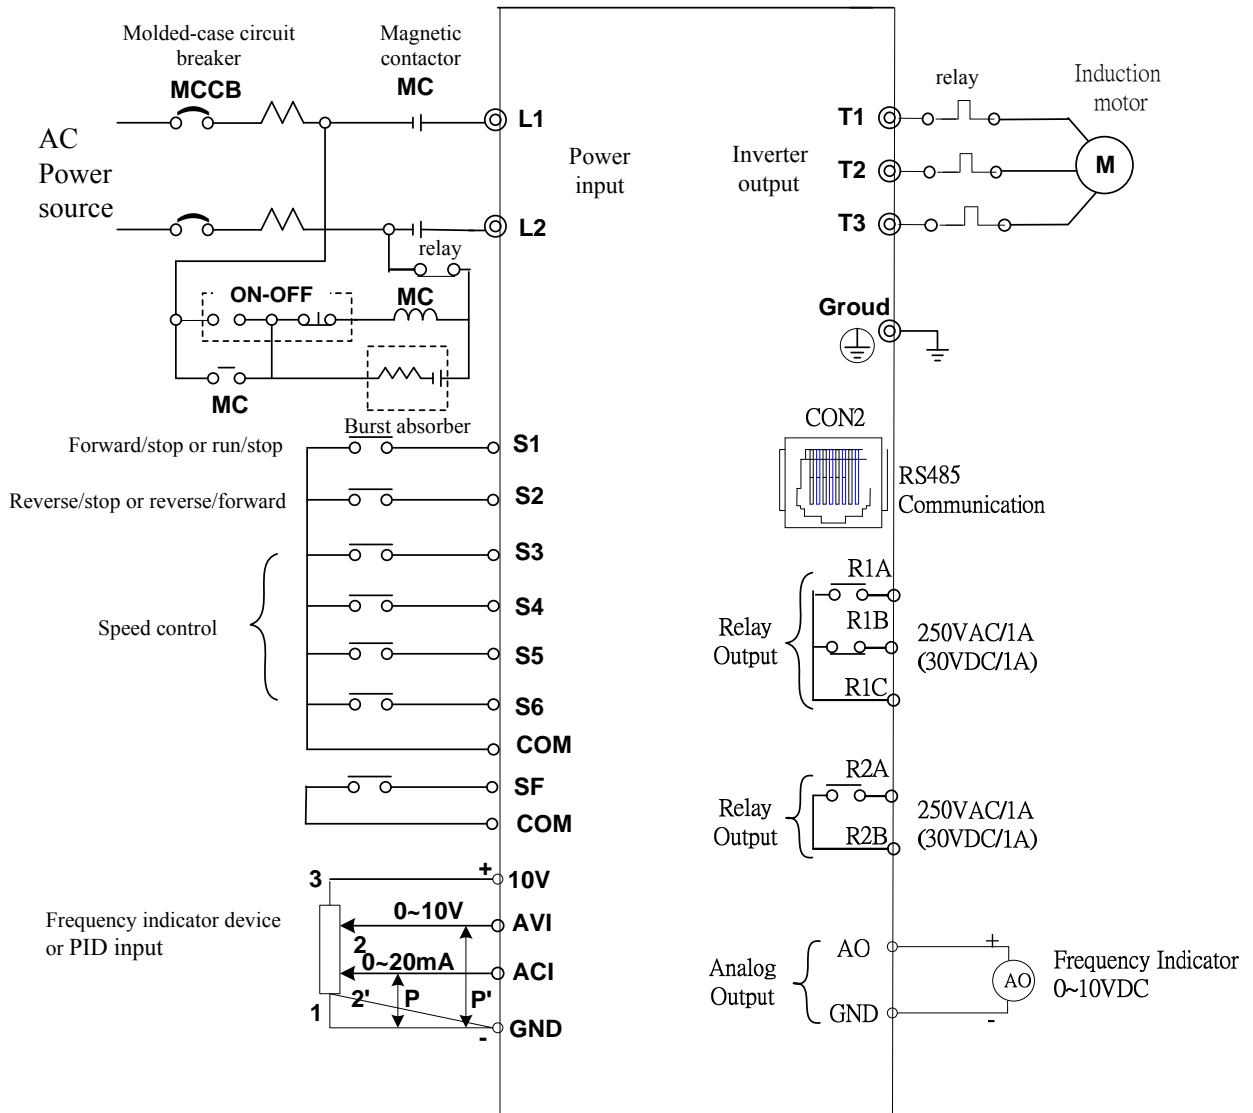 Molded-case circuit
breaker
MCCB
Magnetic
contactor
MC
AC
Power
source
L1
L2
Power
input
relay
MC
ON-OFF
MC
Burst absorber
Inverter
output
T1
T2
T3
relay
Induction
motor
M
Groud
CON2
RS485
Communication
Forward/stop or run/stop
S1
Reverse/stop or reverse/forward
S2
S3
S4
Speed control
S5
S6
COM
SF
COM
Relay
Output
R1A
R1B
R1C
250VAC/1A
(30VDC/1A)
Relay
Output
R2A
R2B
250VAC/1A
(30VDC/1A)
3
+
10V
Frequency indicator device
or PID input
0~10V
AVI
2
0~20mA
ACI
2'
P
P'
1
-
GND
Analog
Output
AO
GND
+
AO
-
Frequency Indicator
0~10VDC